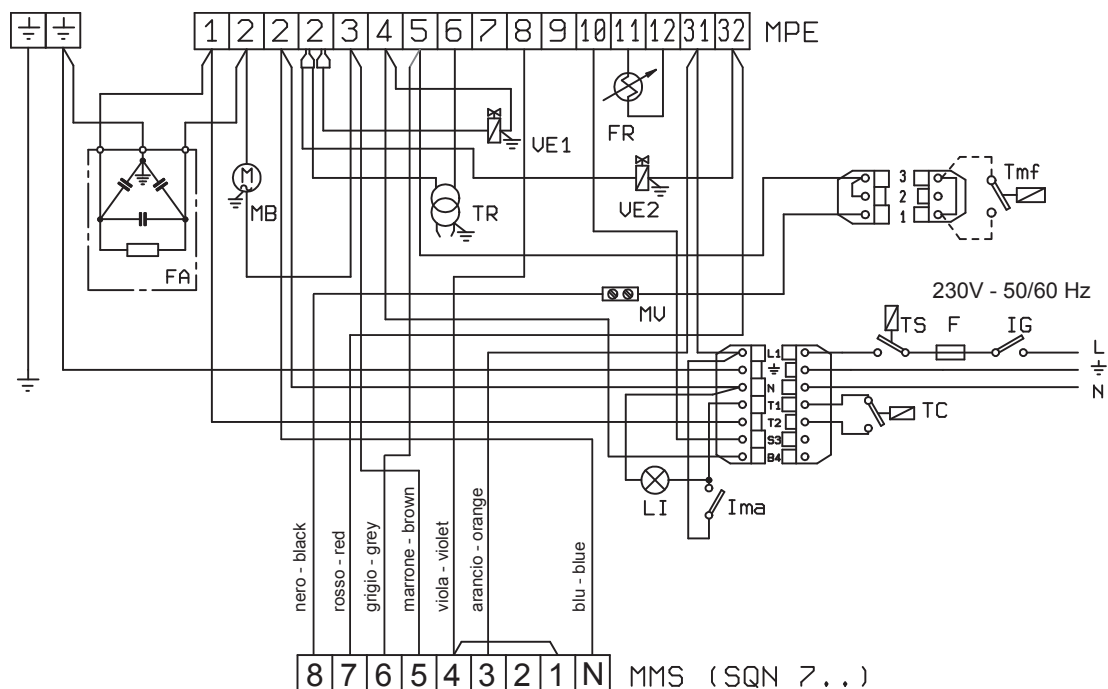 1 2 2 2 3 4 5 6 7 8 9 10 11 12 31 32 MPE
FR
VE1
VE2
3 Tmf
2
1
MB
TR
FA
MV
230V - 50/60 Hz
TS F IG
L1 L
N N
T1
T2 TC
S3
B4
LI Ima
nero - black
rosso - red
grigio - grey
marrone - brown
viola - violet
arancio - orange
blu - blue
M
8 7 6 5 4 3 2 1 N MMS (SQN 7..)